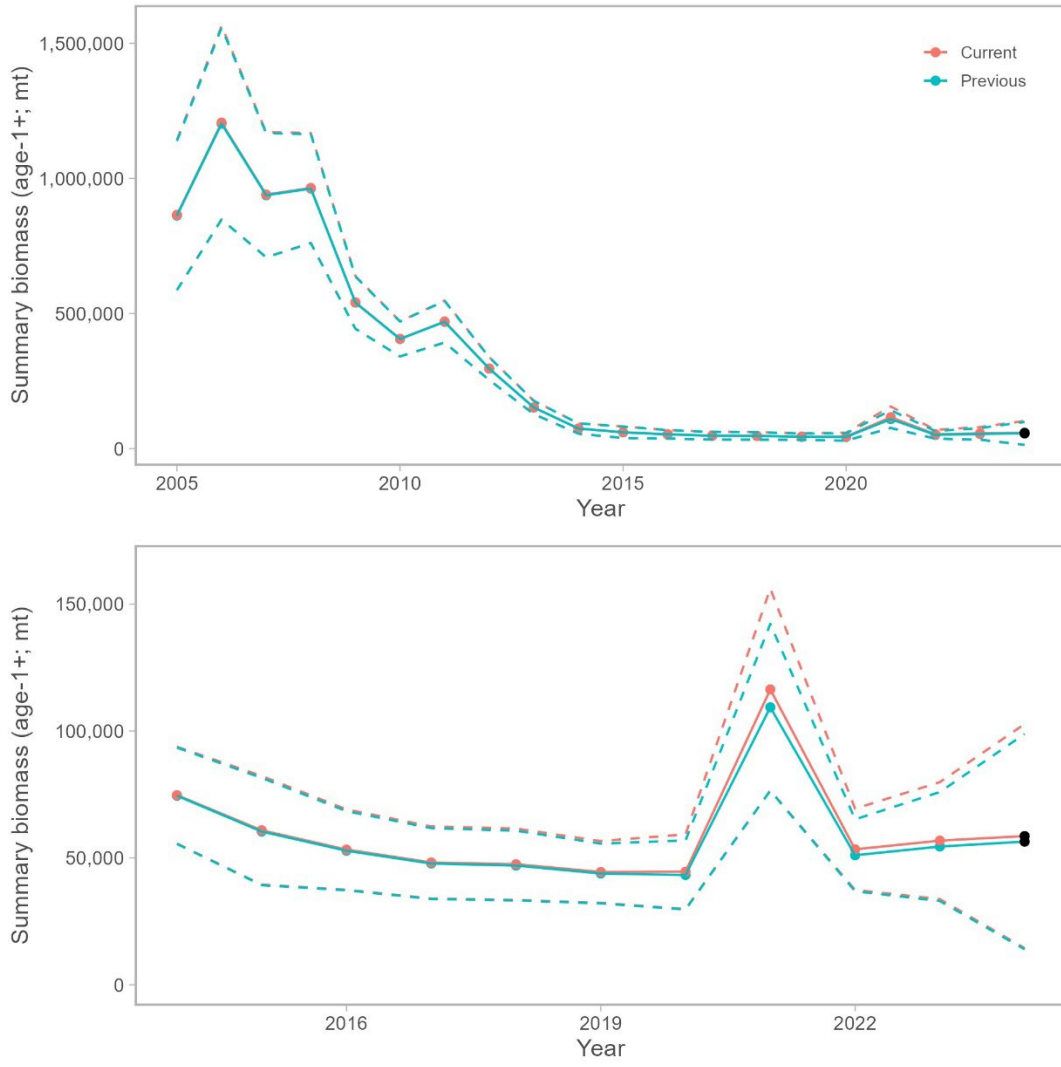 Summary biomass (age-1+; mt)
1,500,000
1,000,000
500,000
0
Current
Previous
2005
2010
2015
2020
Year
Summary biomass (age-1+; mt)
150,000
100,000
50,000
0
2016
2019
2022
Year